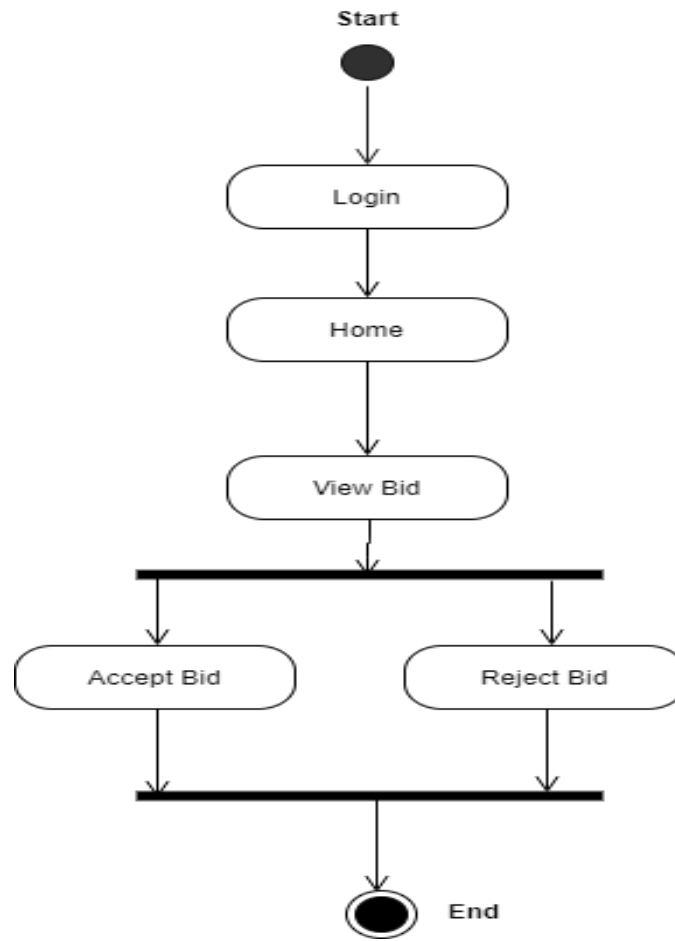 Start
Login
Home
View Bid
Accept Bid
Reject Bid
End